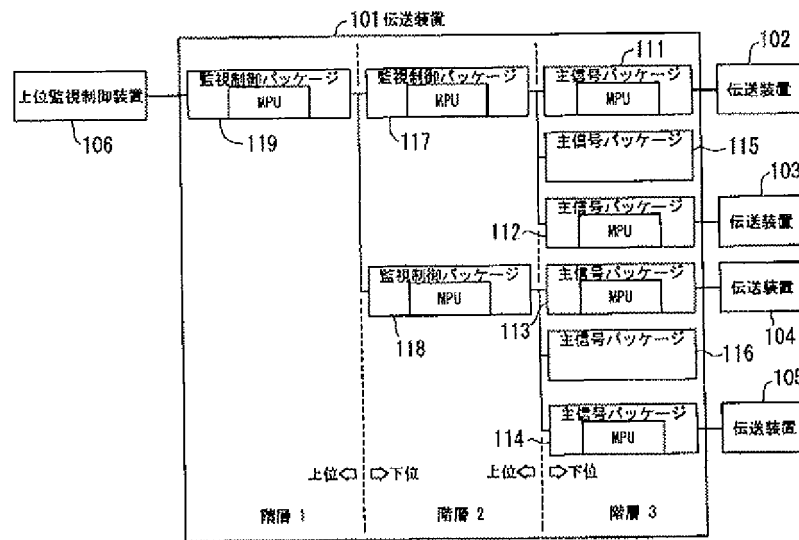 101 伝送装置
上位監視制御装置
106
監視制御パッケージ
MPU
119
監視制御パッケージ
MPU
117
111
主信号パッケージ
MPU
102
伝送装置
主信号パッケージ
115
主信号パッケージ
MPU
112
103
伝送装置
監視制御パッケージ
MPU
118
主信号パッケージ
MPU
113
伝送装置
104
主信号パッケージ
116
主信号パッケージ
MPU
114
105
伝送装置
上位⇦ ⇨下位
上位⇦ ⇨下位
階層 1
階層 2
階層 3